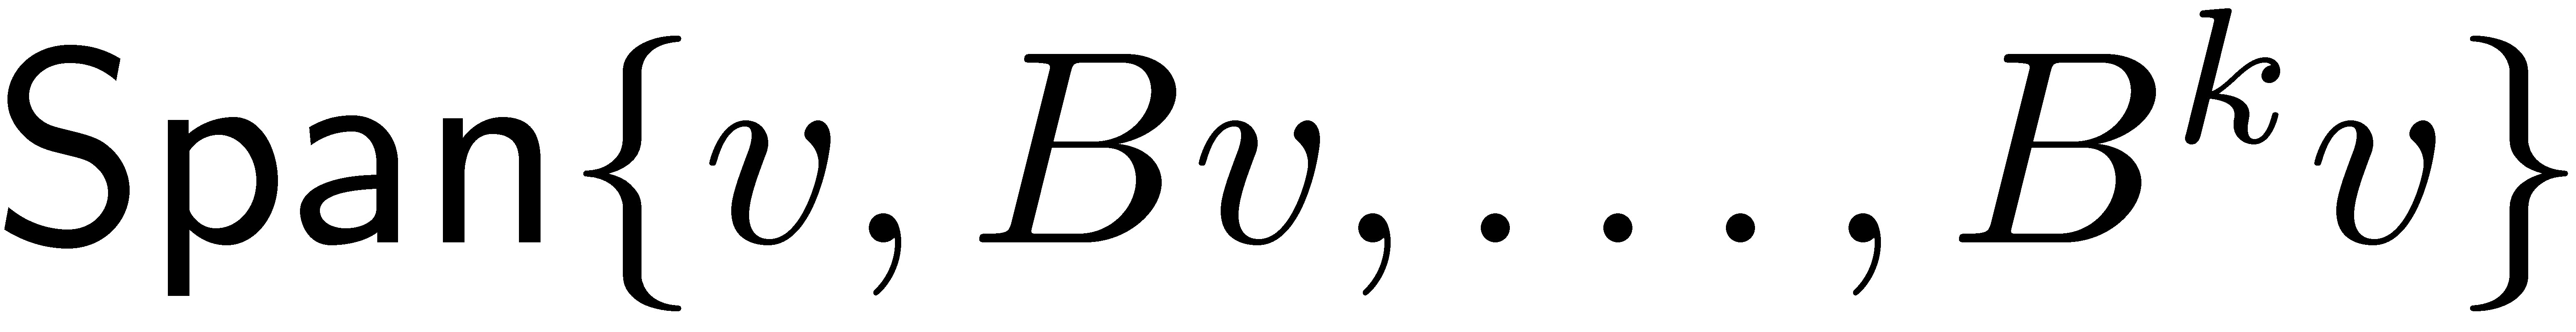 Span{v, Bv, . . . , B^k v}